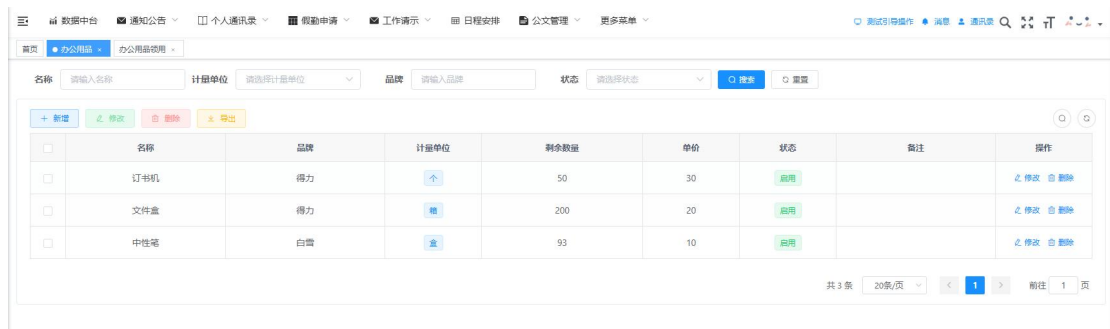 数据中台 通知公告 个人通讯录 假勤申请 工作请示 日程安排 公文管理 更多菜单 测试引导操作 消息 通讯录
首页 办公用品 × 办公用品领用 ×
名称 请输入名称 计量单位 请选择计量单位 品牌 请输入品牌 状态 请选择状态 搜索 重置
+ 新增 修改 删除 导出
名称 品牌 计量单位 剩余数量 单价 状态 备注 操作
订书机 得力 个 50 30 启用 修改 删除
文件盒 得力 箱 200 20 启用 修改 删除
中性笔 白雪 盒 93 10 启用 修改 删除
共 3 条 20条/页 < 1 > 前往 1 页